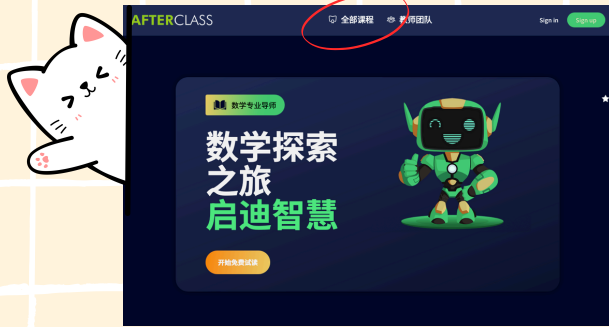 AFTERCLASS
全部课程 教师团队 Sign in Sign up
数学专业导师
数学探索
之旅
启迪智慧
开始免费试读